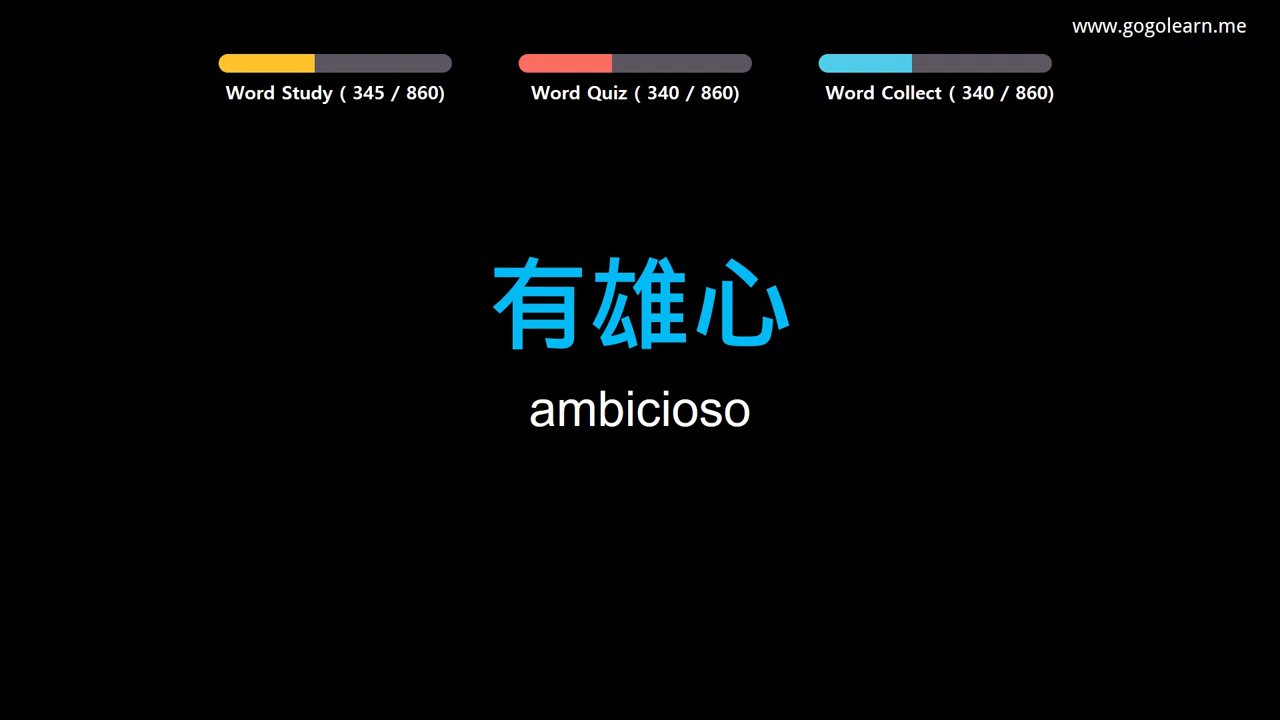 www.gogolearn.me
Word Study ( 345 / 860)
Word Quiz ( 340 / 860)
Word Collect ( 340 / 860)
有雄心
ambicioso